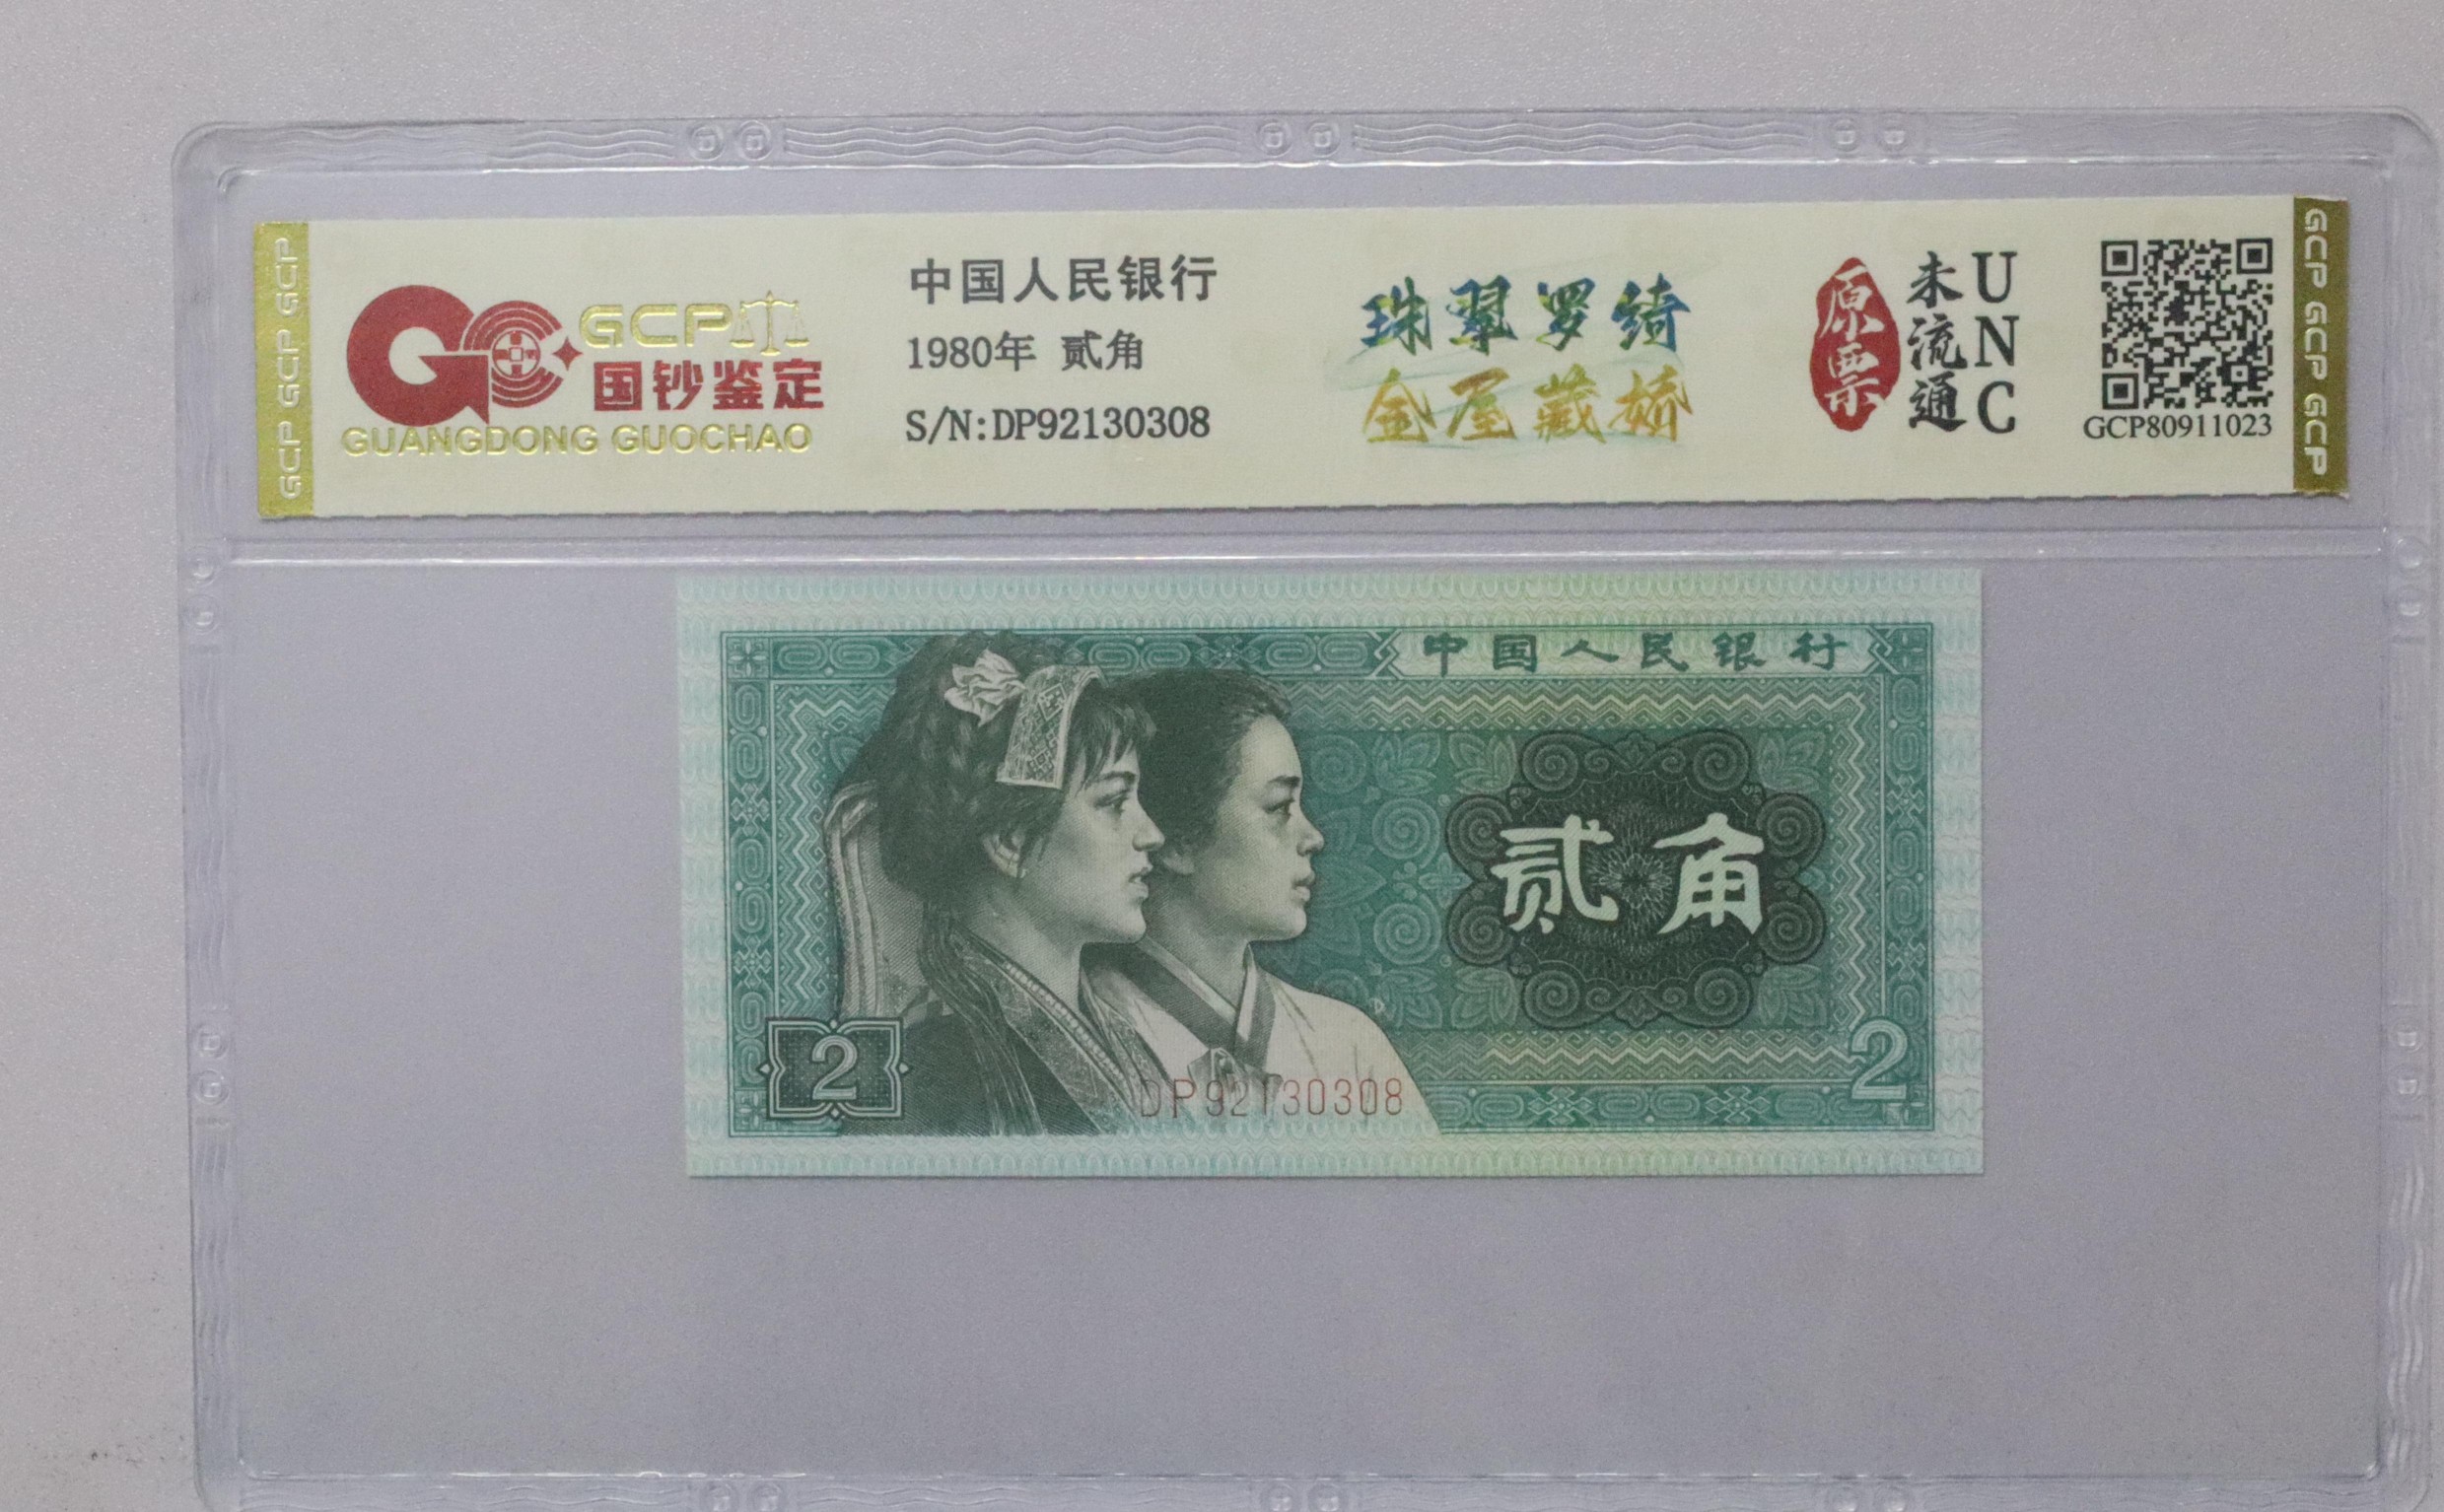 GCP GCP GCP
GCP
国钞鉴定
GUANGDONG GUOCHAO
中国人民银行
1980年 贰角
S/N:DP92130308
珠翠罗绮
金屋藏娇
原票
未流通
UNC
GCP80911023
GCP GCP GCP
中国人民银行
贰角
2
2
DP92130308